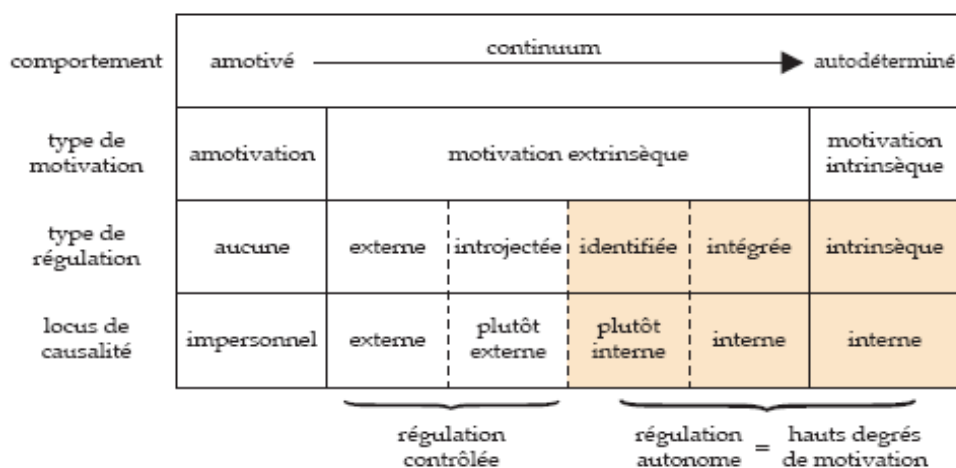 continuum
comportement amotivé autodéterminé
type de motivation amotivation motivation extrinsèque motivation intrinsèque
type de régulation aucune externe introjectée identifiée intégrée intrinsèque
locus de causalité impersonnel externe plutôt externe plutôt interne interne interne
régulation contrôlée régulation autonome = hauts degrés de motivation